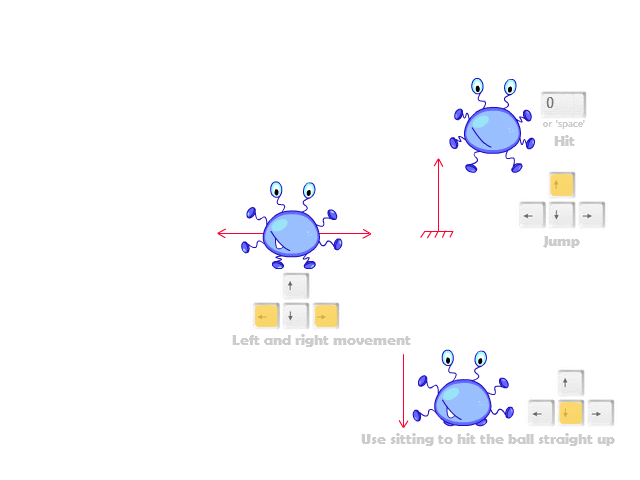 0
or 'space'
Hit
Jump
Left and right movement
Use sitting to hit the ball straight up